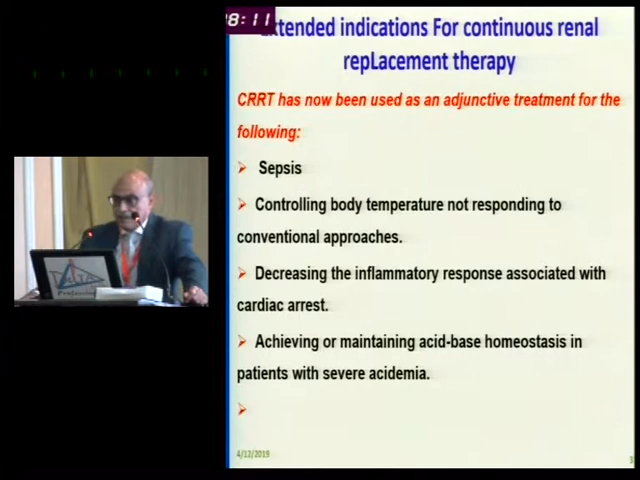 8:11
xtended indications For continuous renal
repLacement therapy
CRRT has now been used as an adjunctive treatment for the
following:
Sepsis
Controlling body temperature not responding to
conventional approaches.
Decreasing the inflammatory response associated with
cardiac arrest.
Achieving or maintaining acid-base homeostasis in
patients with severe acidemia.
4/12/2019